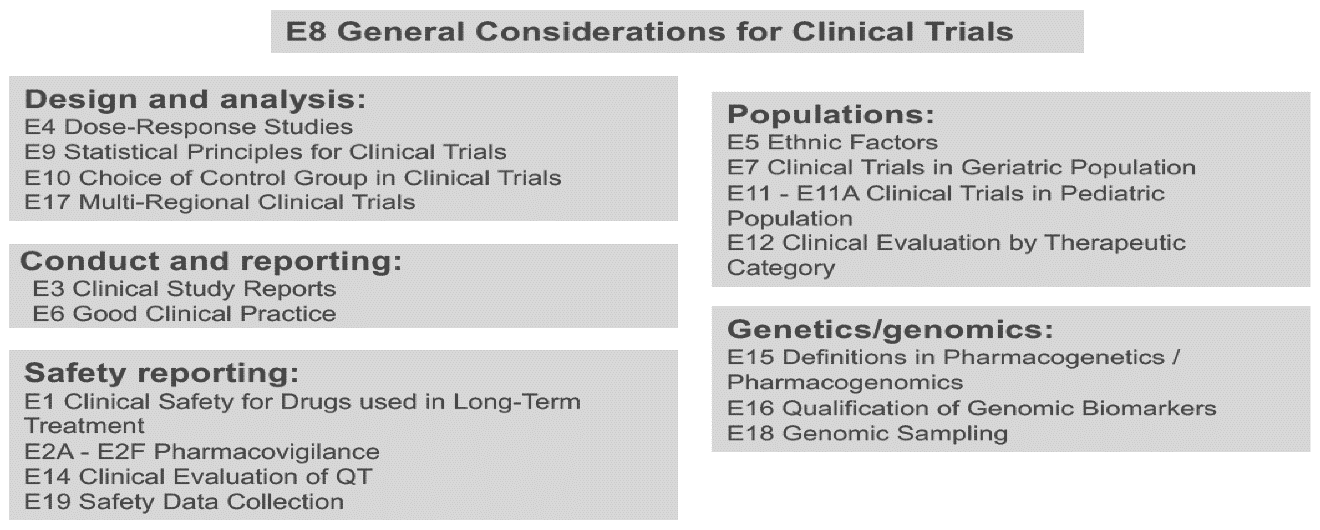 E8 General Considerations for Clinical Trials
Design and analysis:
E4 Dose-Response Studies
E9 Statistical Principles for Clinical Trials
E10 Choice of Control Group in Clinical Trials
E17 Multi-Regional Clinical Trials
Conduct and reporting:
E3 Clinical Study Reports
E6 Good Clinical Practice
Safety reporting:
E1 Clinical Safety for Drugs used in Long-Term
Treatment
E2A - E2F Pharmacovigilance
E14 Clinical Evaluation of QT
E19 Safety Data Collection
Populations:
E5 Ethnic Factors
E7 Clinical Trials in Geriatric Population
E11 - E11A Clinical Trials in Pediatric
Population
E12 Clinical Evaluation by Therapeutic
Category
Genetics/genomics:
E15 Definitions in Pharmacogenetics /
Pharmacogenomics
E16 Qualification of Genomic Biomarkers
E18 Genomic Sampling